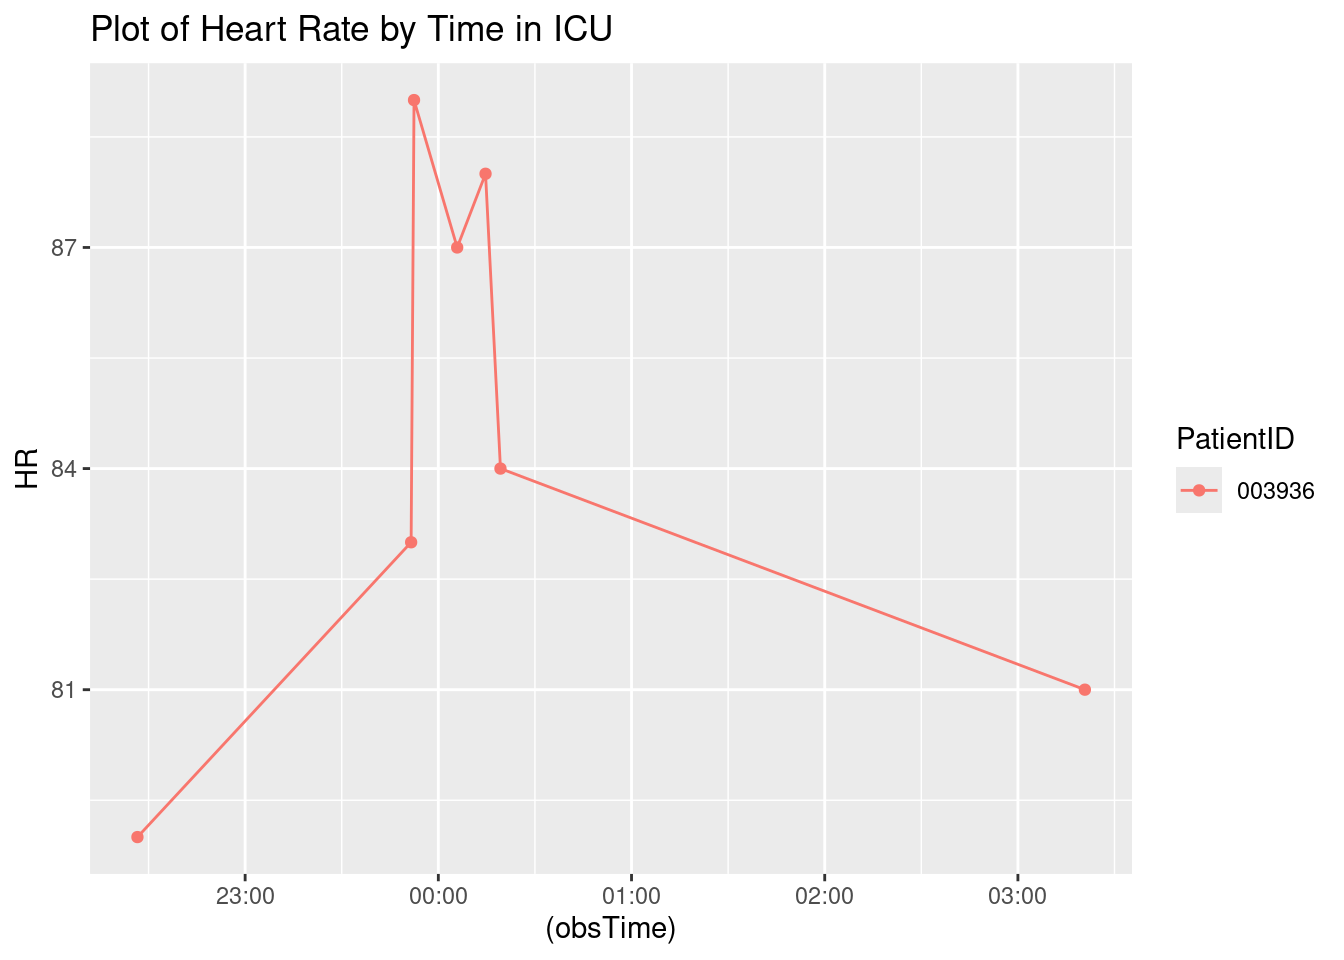 Plot of Heart Rate by Time in ICU
87
84
81
HR
23:00 00:00 01:00 02:00 03:00
(obsTime)
PatientID
003936